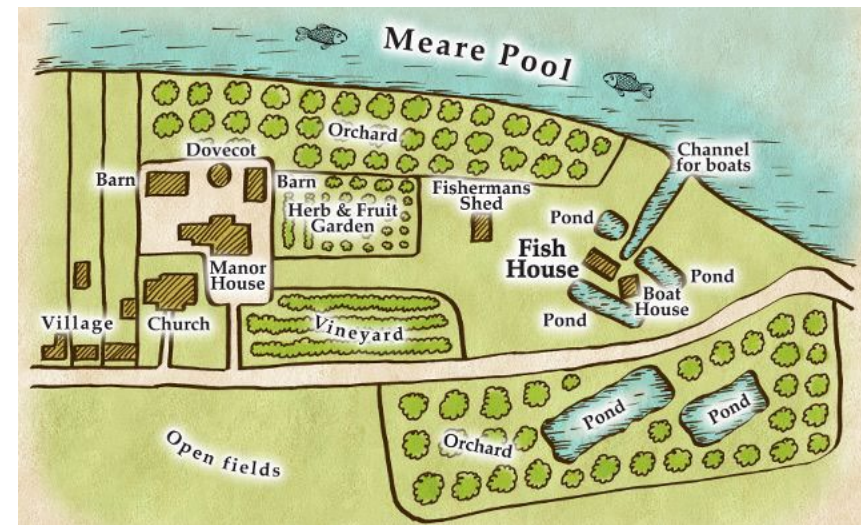 Meare Pool
Orchard
Dovecot
Barn
Barn
Herb & Fruit
Garden
Fishermans
Shed
Channel
for boats
Pond
Fish
House
Manor
House
Pond
Boat
House
Pond
Village
Church
Vineyard
Pond
Pond
Orchard
Open fields